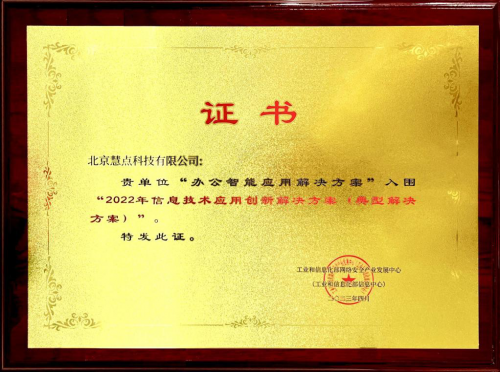 证书
北京慧点科技有限公司:
贵单位“办公智能应用解决方案”入围
“2022年信息技术应用创新解决方案（典型解决
方案）”。
特发此证。
工业和信息化部网络安全产业发展中心
（工业和信息化部信息中心）
二〇二三年四月